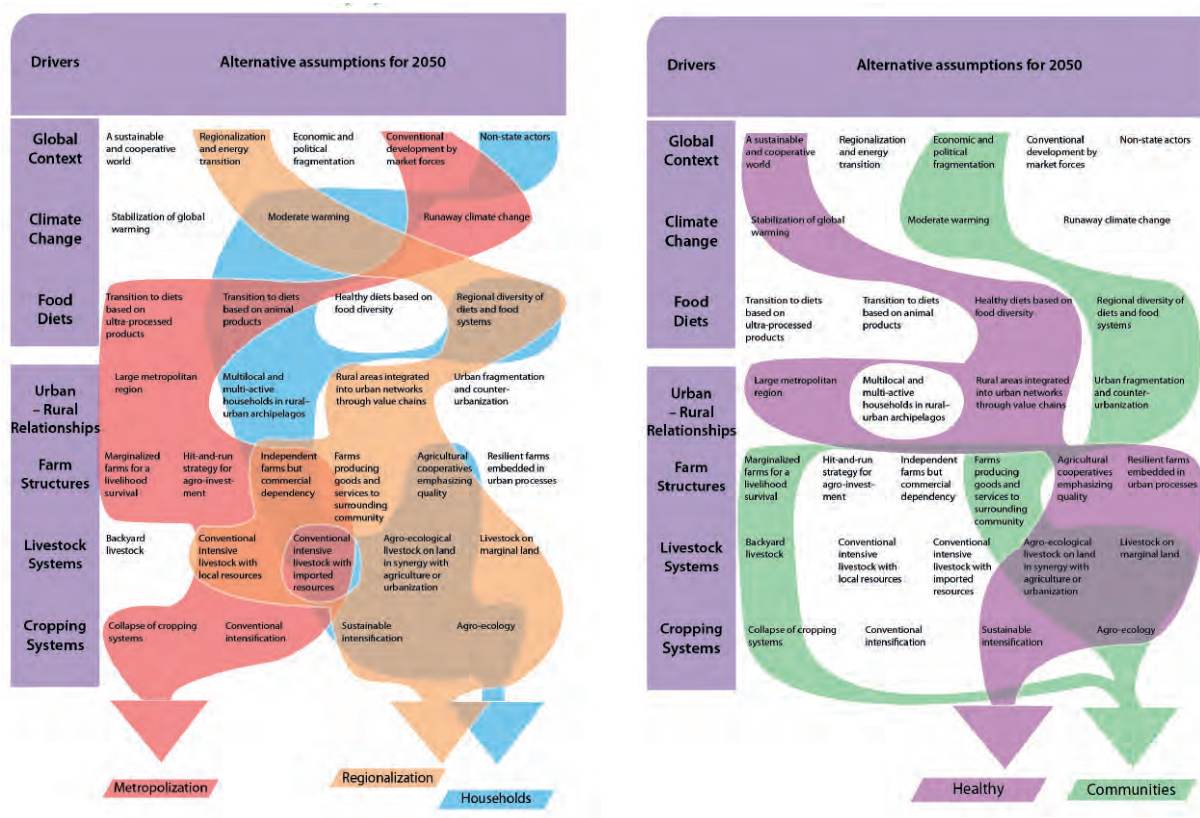 Drivers
Alternative assumptions for 2050
Global
Context
A sustainable
and cooperative
world
Regionalization
and energy
transition
Economic and
political
fragmentation
Conventional
development by
market forces
Non-state actors
Climate
Change
Stabilization of global
warming
Moderate warming
Runaway climate change
Food
Diets
Transition to diets
based on
ultra-processed
products
Transition to diets
based on animal
products
Healthy diets based on
food diversity
Regional diversity of
diets and food
systems
Urban
– Rural
Relationships
Large metropolitan
region
Multilocal and
multi-active
households in rural–
urban archipelagos
Rural areas integrated
into urban networks
through value chains
Urban fragmentation
and counter-
urbanization
Farm
Structures
Marginalized
farms for a
livelihood
survival
Hit-and-run
strategy for
agro-invest-
ment
Independent
farms but
commercial
dependency
Farms
producing
goods and
services to
surrounding
community
Agricultural
cooperatives
emphasizing
quality
Resilient farms
embedded in
urban processes
Livestock
Systems
Backyard
livestock
Conventional
intensive
livestock with
local resources
Conventional
intensive
livestock with
imported
resources
Agro-ecological
livestock on land
in synergy with
agriculture or
urbanization
Livestock on
marginal land
Cropping
Systems
Collapse of cropping
systems
Conventional
intensification
Sustainable
intensification
Agro-ecology
Metropolization
Regionalization
Households
Drivers
Alternative assumptions for 2050
Global
Context
A sustainable
and cooperative
world
Regionalization
and energy
transition
Economic and
political
fragmentation
Conventional
development by
market forces
Non-state actors
Climate
Change
Stabilization of global
warming
Moderate warming
Runaway climate change
Food
Diets
Transition to diets
based on
ultra-processed
products
Transition to diets
based on animal
products
Healthy diets based on
food diversity
Regional diversity of
diets and food
systems
Urban
– Rural
Relationships
Large metropolitan
region
Multilocal and
multi-active
households in rural–
urban archipelagos
Rural areas integrated
into urban networks
through value chains
Urban fragmentation
and counter-
urbanization
Farm
Structures
Marginalized
farms for a
livelihood
survival
Hit-and-run
strategy for
agro-invest-
ment
Independent
farms but
commercial
dependency
Farms
producing
goods and
services to
surrounding
community
Agricultural
cooperatives
emphasizing
quality
Resilient farms
embedded in
urban processes
Livestock
Systems
Backyard
livestock
Conventional
intensive
livestock with
local resources
Conventional
intensive
livestock with
imported
resources
Agro-ecological
livestock on land
in synergy with
agriculture or
urbanization
Livestock on
marginal land
Cropping
Systems
Collapse of cropping
systems
Conventional
intensification
Sustainable
intensification
Agro-ecology
Healthy
Communities